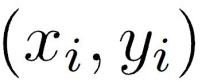 (x_i, y_i)